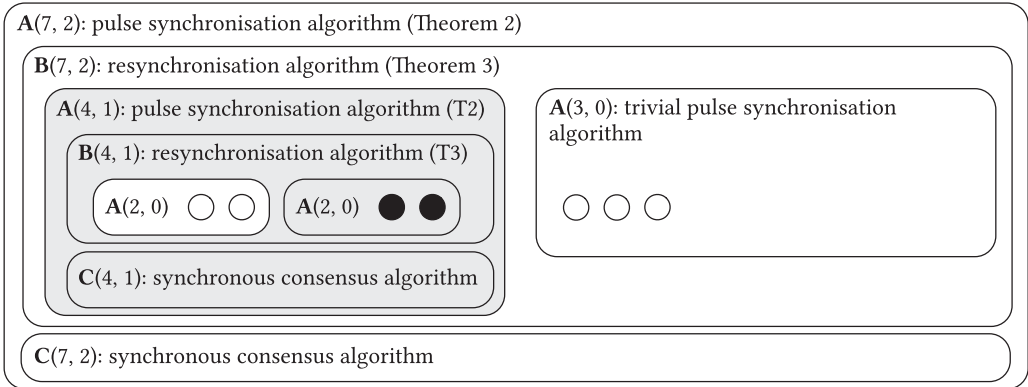 A(7, 2): pulse synchronisation algorithm (Theorem 2)
B(7, 2): resynchronisation algorithm (Theorem 3)
A(4, 1): pulse synchronisation algorithm (T2)
B(4, 1): resynchronisation algorithm (T3)
A(2, 0)
A(2, 0)
C(4, 1): synchronous consensus algorithm
A(3, 0): trivial pulse synchronisation
algorithm
C(7, 2): synchronous consensus algorithm